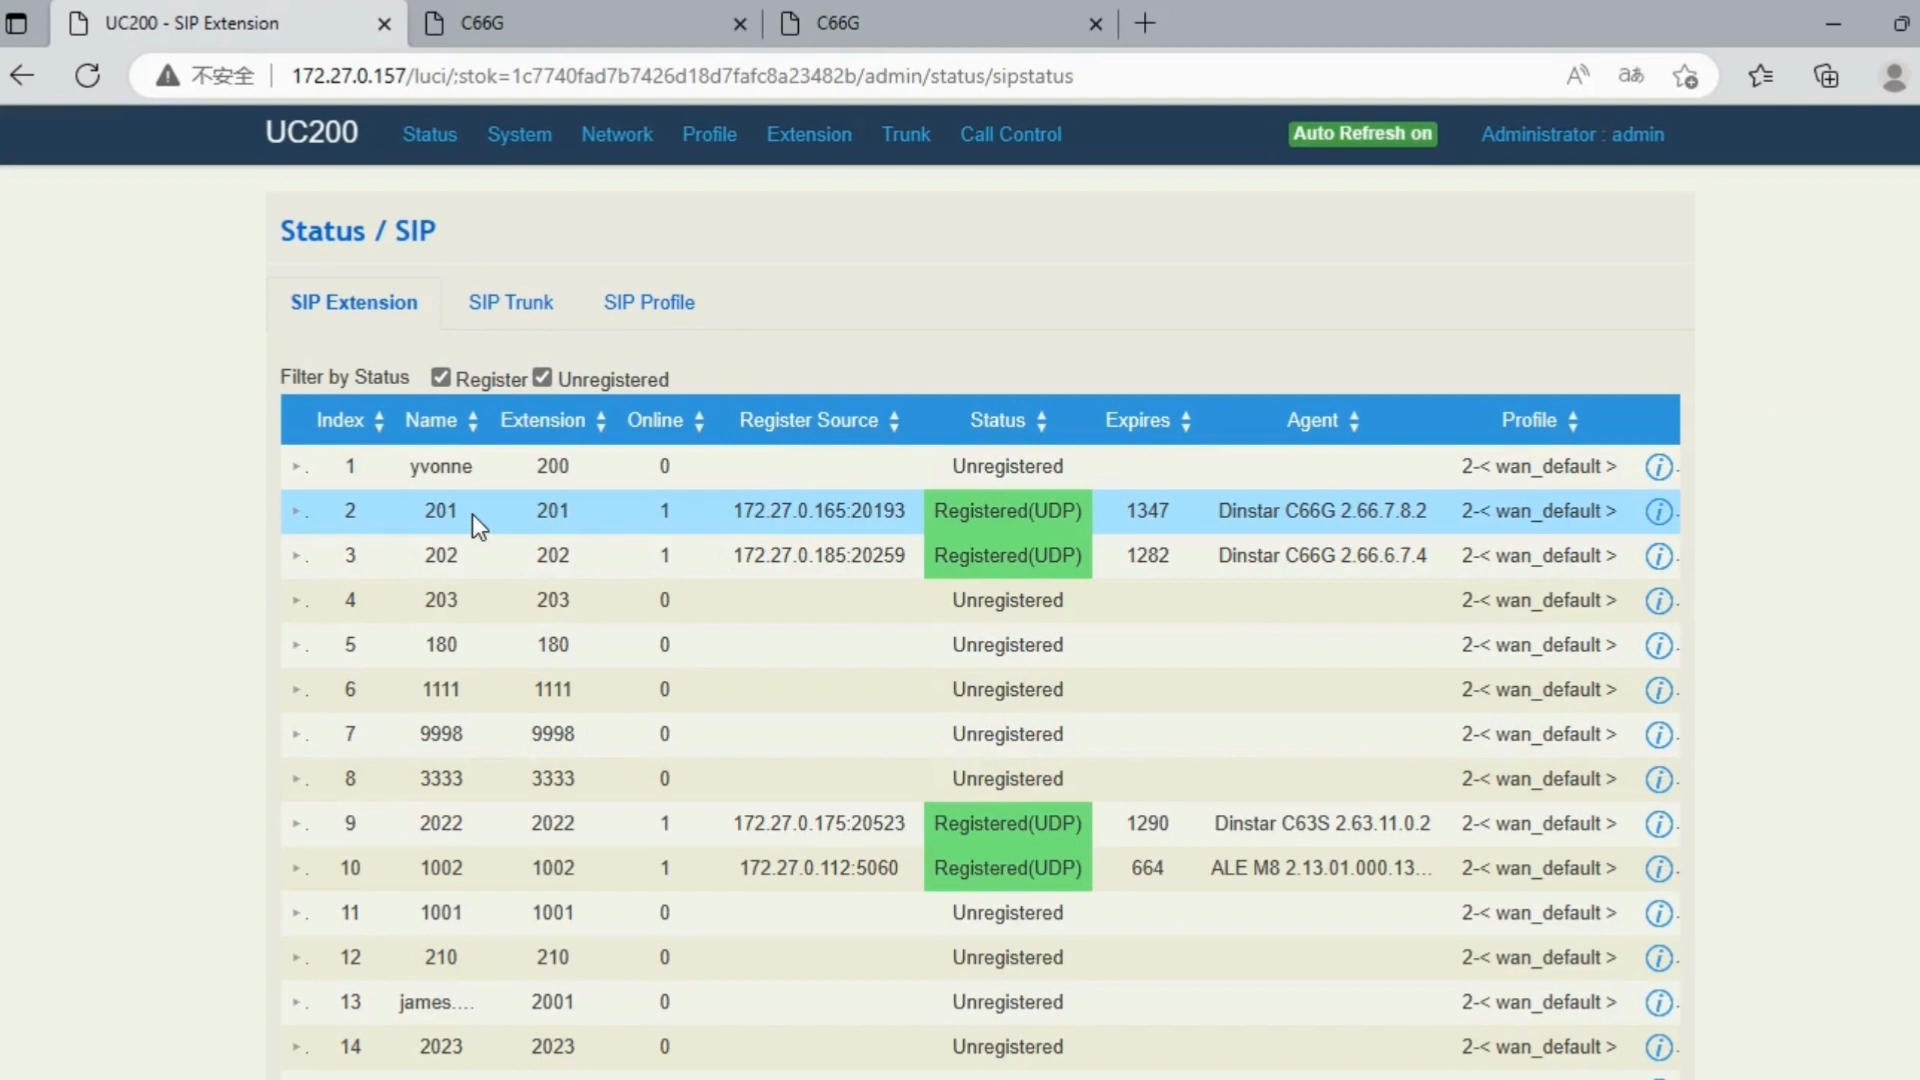 UC200 - SIP Extension
C66G
C66G
不安全 172.27.0.157/luci/;stok=1c7740fad7b7426d18d7fafc8a23482b/admin/status/sipstatus
UC200 Status System Network Profile Extension Trunk Call Control Auto Refresh on Administrator : admin
Status / SIP
SIP Extension SIP Trunk SIP Profile
Filter by Status Register Unregistered
Index Name Extension Online Register Source Status Expires Agent Profile
1 yvonne 200 0 Unregistered 2-< wan_default >
2 201 201 1 172.27.0.165:20193 Registered(UDP) 1347 Dinstar C66G 2.66.7.8.2 2-< wan_default >
3 202 202 1 172.27.0.185:20259 Registered(UDP) 1282 Dinstar C66G 2.66.6.7.4 2-< wan_default >
4 203 203 0 Unregistered 2-< wan_default >
5 180 180 0 Unregistered 2-< wan_default >
6 1111 1111 0 Unregistered 2-< wan_default >
7 9998 9998 0 Unregistered 2-< wan_default >
8 3333 3333 0 Unregistered 2-< wan_default >
9 2022 2022 1 172.27.0.175:20523 Registered(UDP) 1290 Dinstar C63S 2.63.11.0.2 2-< wan_default >
10 1002 1002 1 172.27.0.112:5060 Registered(UDP) 664 ALE M8 2.13.01.000.13... 2-< wan_default >
11 1001 1001 0 Unregistered 2-< wan_default >
12 210 210 0 Unregistered 2-< wan_default >
13 james.... 2001 0 Unregistered 2-< wan_default >
14 2023 2023 0 Unregistered 2-< wan_default >